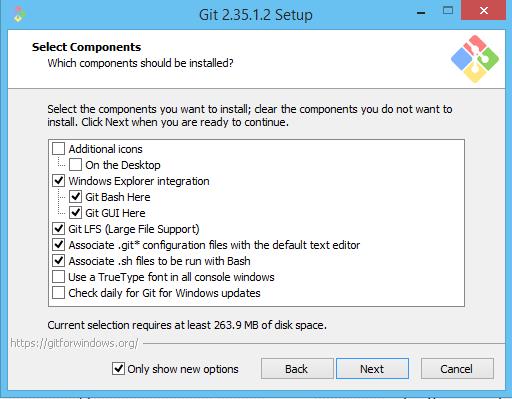 Git 2.35.1.2 Setup
Select Components
Which components should be installed?
Select the components you want to install; clear the components you do not want to
install. Click Next when you are ready to continue.
Additional icons
On the Desktop
Windows Explorer integration
Git Bash Here
Git GUI Here
Git LFS (Large File Support)
Associate .git* configuration files with the default text editor
Associate .sh files to be run with Bash
Use a TrueType font in all console windows
Check daily for Git for Windows updates
Current selection requires at least 263.9 MB of disk space.
https://gitforwindows.org/
Only show new options
Back
Next
Cancel